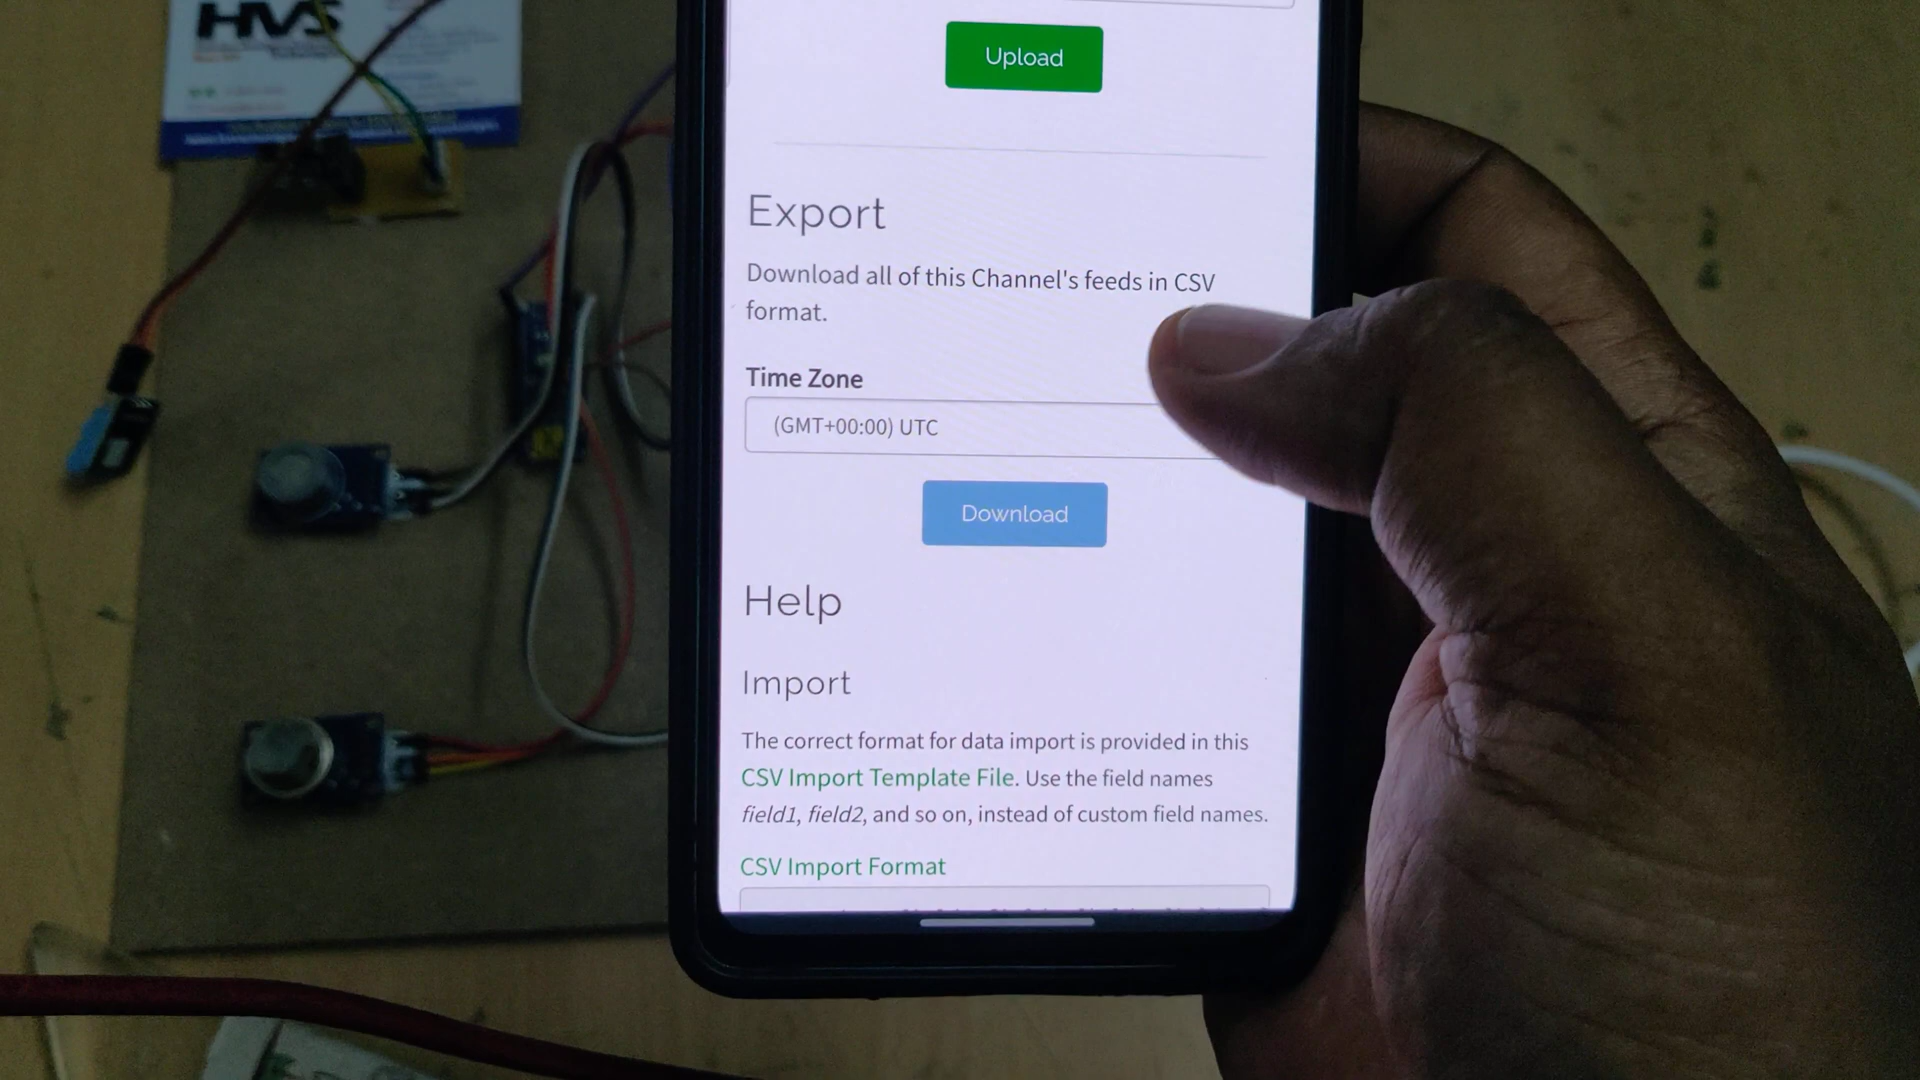 HVS
Upload
Export
Download all of this Channel's feeds in CSV
format.
Time Zone
(GMT+00:00) UTC
Download
Help
Import
The correct format for data import is provided in this
CSV Import Template File. Use the field names
field1, field2, and so on, instead of custom field names.
CSV Import Format